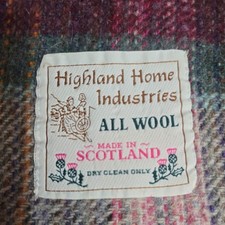 Highland Home
Industries
ALL WOOL
~ MADE IN ~
SCOTLAND
DRY CLEAN ONLY